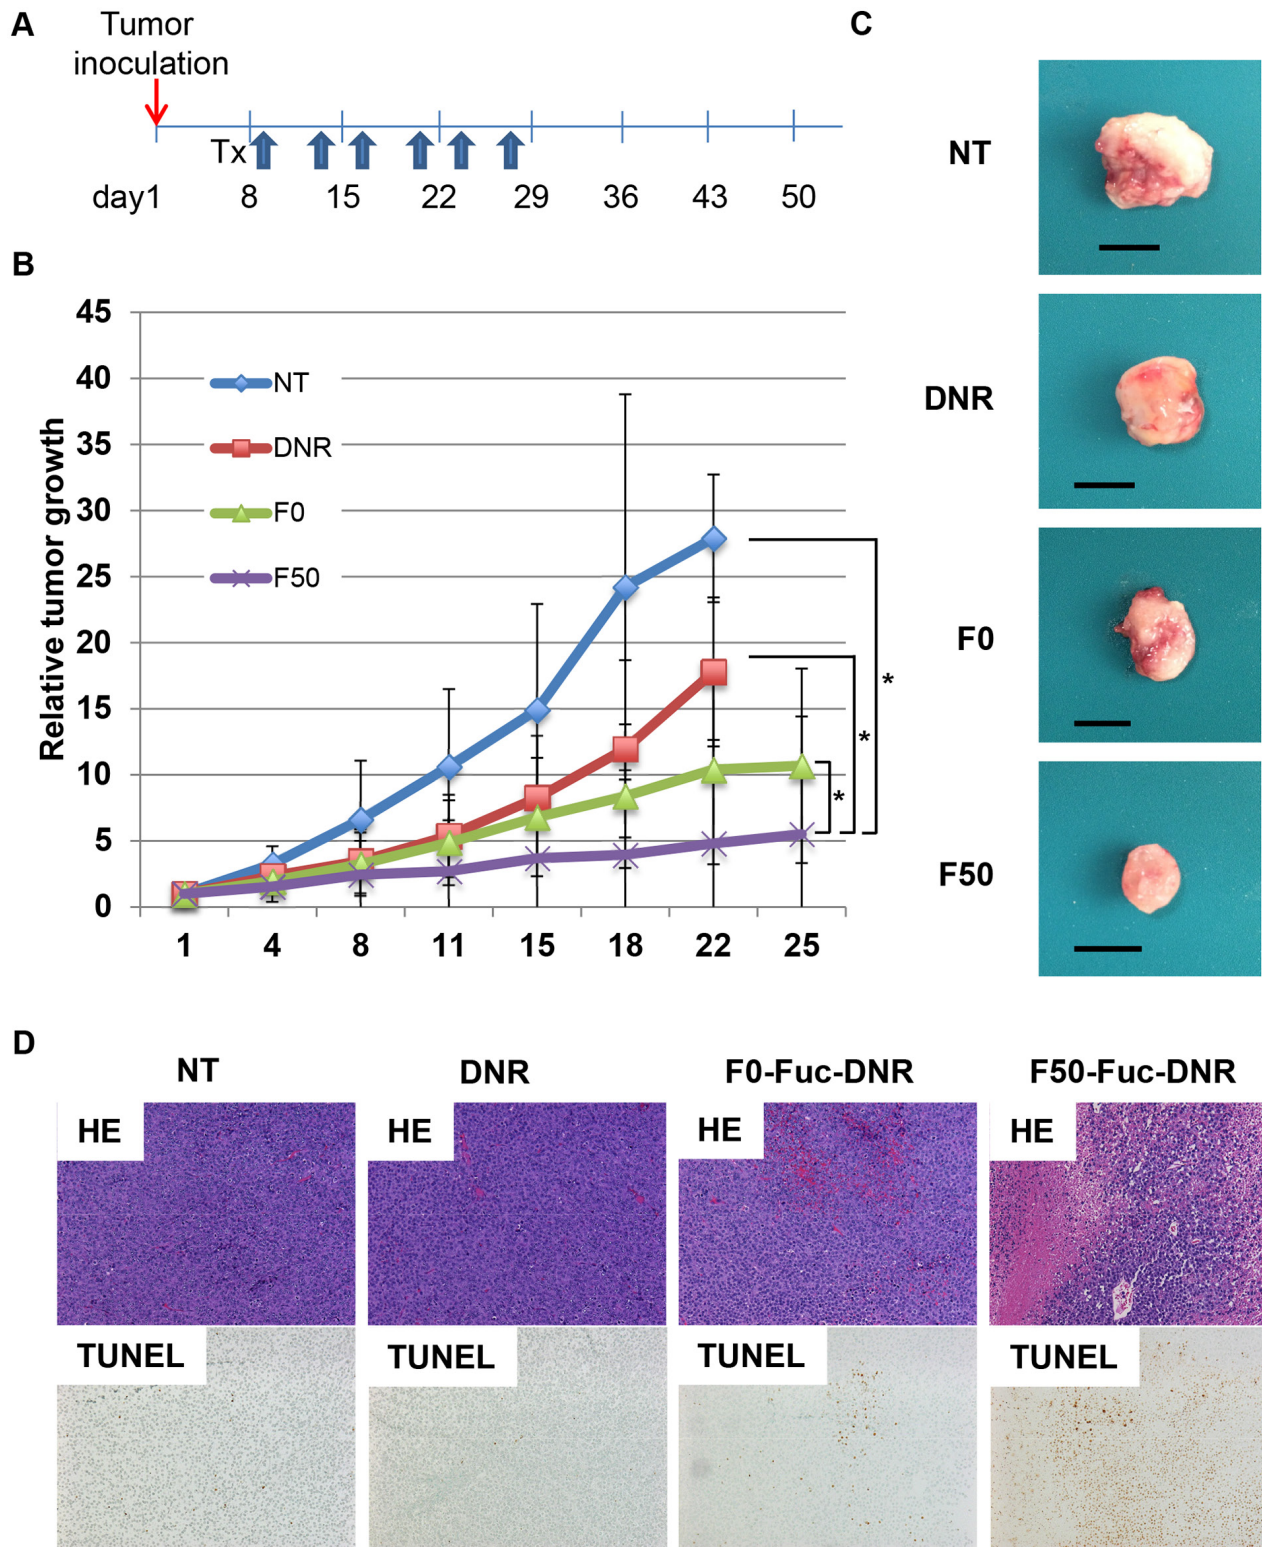 A
Tumor
inoculation
Tx
day1 8 15 22 29 36 43 50
B
45
40
35
30
25
20
15
10
5
0
Relative tumor growth
NT
DNR
F0
F50
*
*
*
1 4 8 11 15 18 22 25
C
NT
DNR
F0
F50
D
NT DNR F0-Fuc-DNR F50-Fuc-DNR
HE HE HE HE
TUNEL TUNEL TUNEL TUNEL